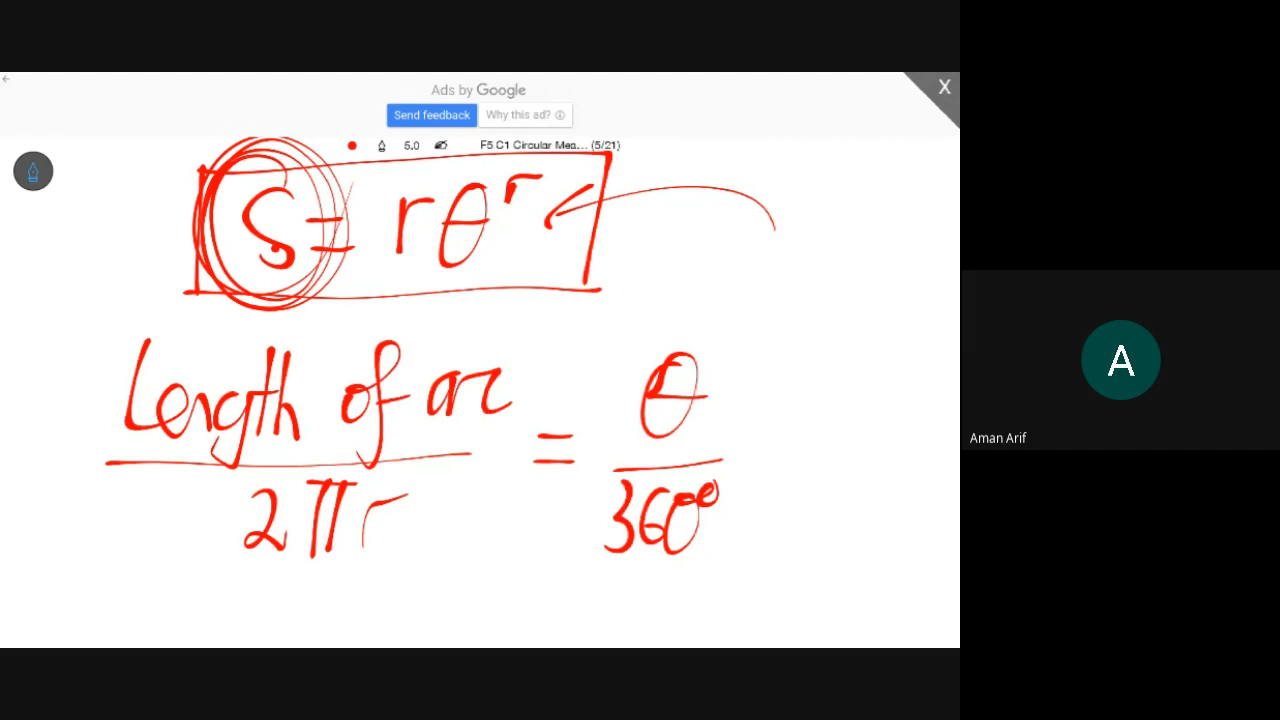 Ads by Google
Send feedback Why this ad?
5.0 F5 C1 Circular Mea... (5/21)
X
S = rθʳ
Length of arc / 2πr = θ / 360°
A
Aman Arif